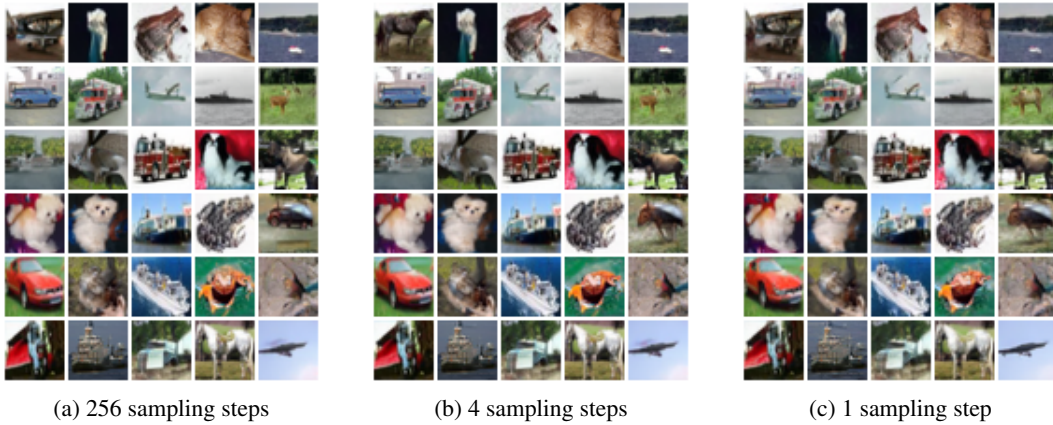 (a) 256 sampling steps
(b) 4 sampling steps
(c) 1 sampling step